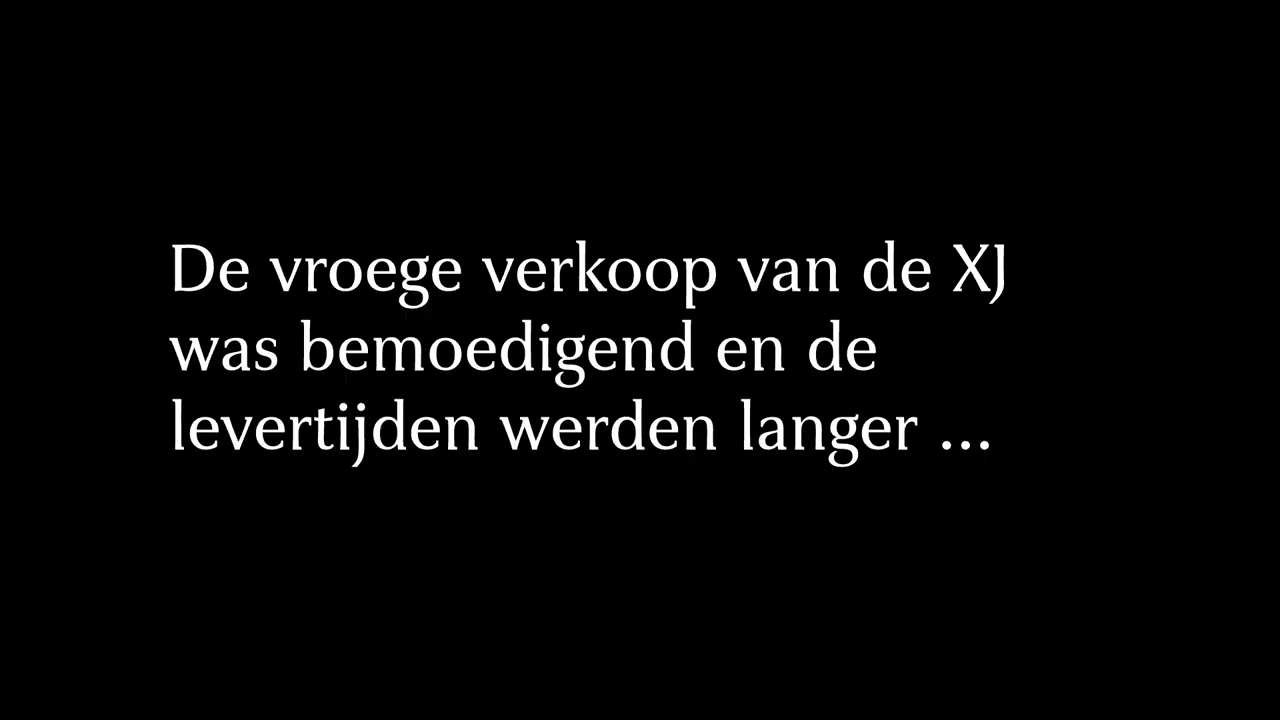 De vroege verkoop van de XJ
was bemoedigend en de
levertijden werden langer ...